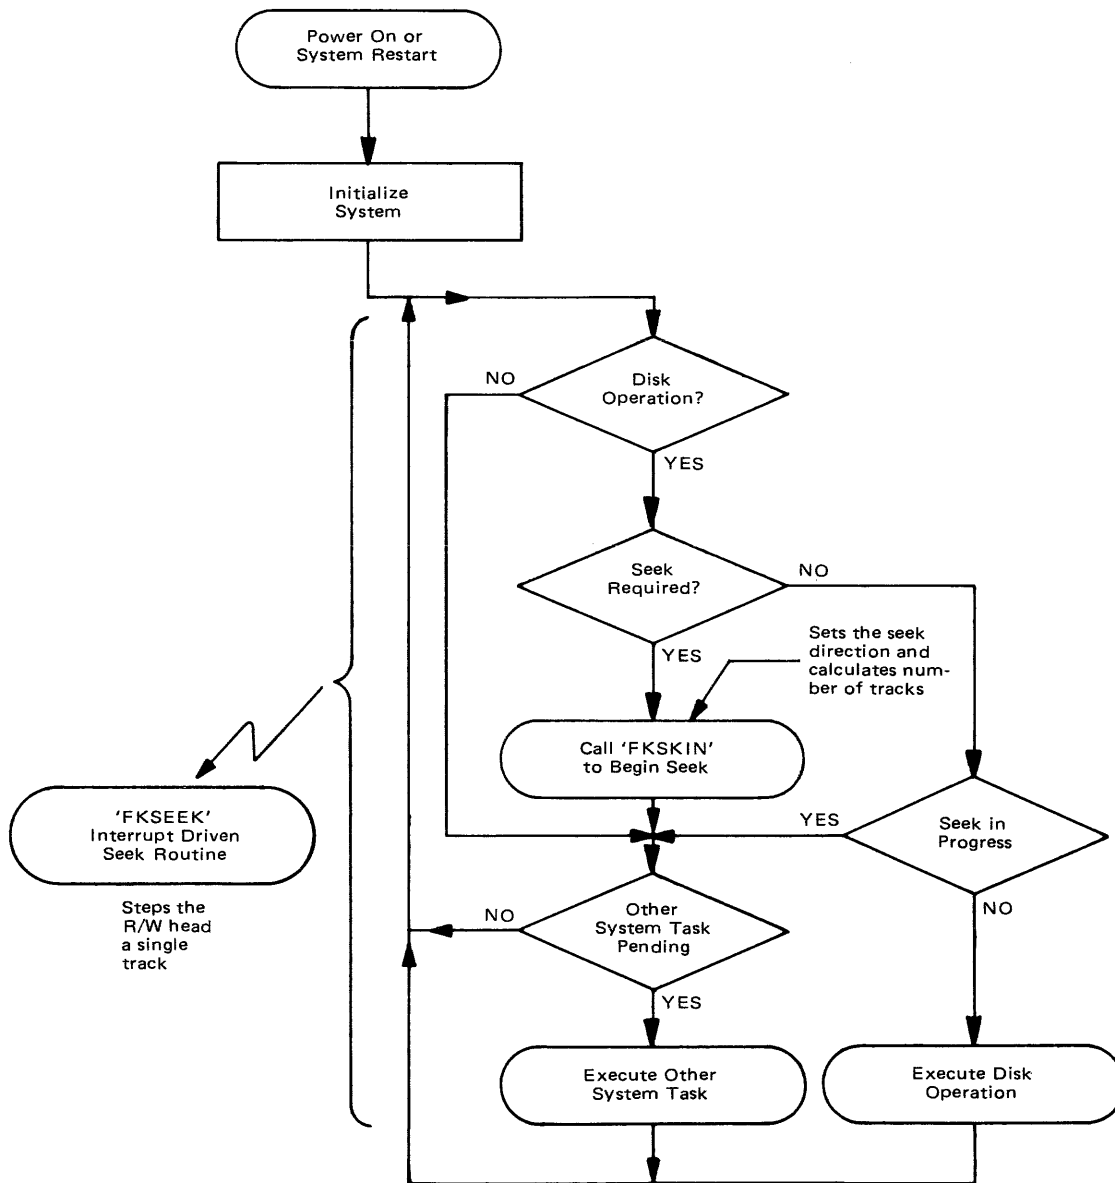 Power On or
System Restart
Initialize
System
NO
Disk
Operation?
YES
Seek
Required?
NO
YES
Sets the seek
direction and
calculates num-
ber of tracks
Call 'FKSKIN'
to Begin Seek
'FKSEEK'
Interrupt Driven
Seek Routine
Steps the
R/W head
a single
track
YES
Seek in
Progress
NO
NO
Other
System Task
Pending
YES
Execute Other
System Task
Execute Disk
Operation